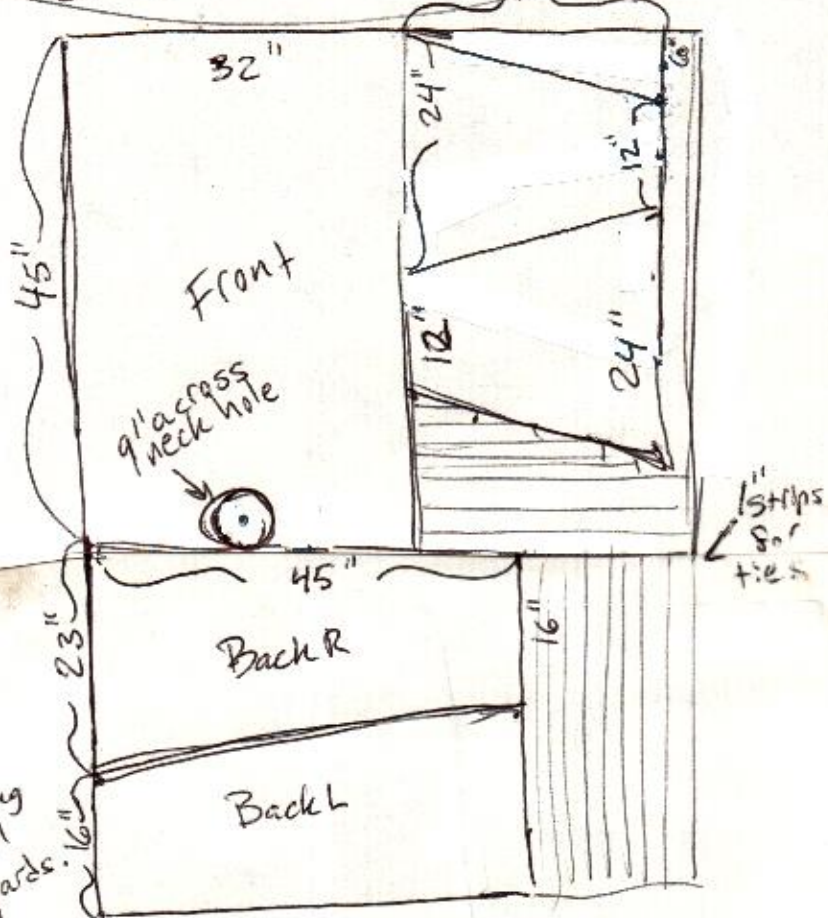 32"
24"
6"
12"
45"
Front
12"
24"
9" across
neck hole
1" strips
for
ties
45"
23"
16"
Back R
Back L
16"